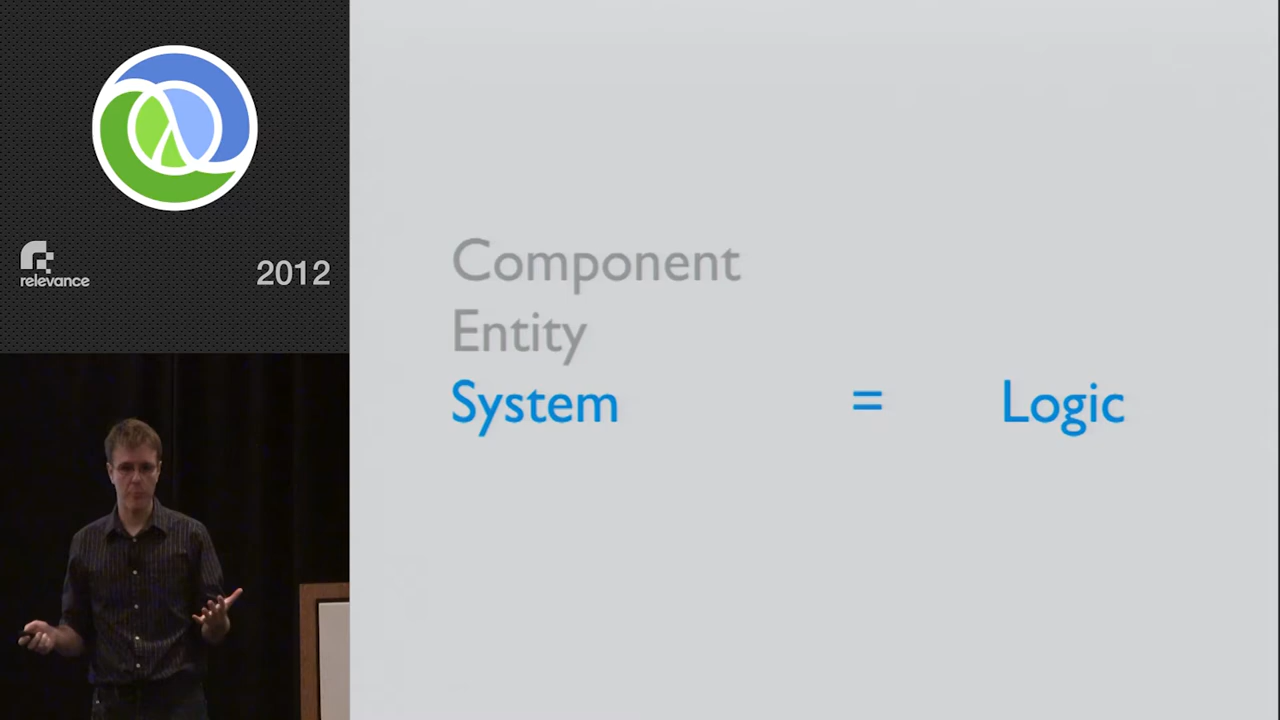 relevance
2012
Component
Entity
System = Logic